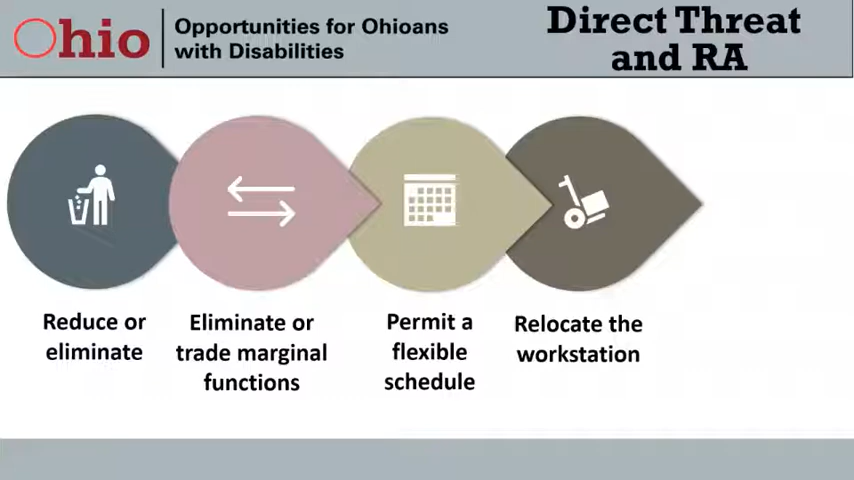 Ohio
Opportunities for Ohioans
with Disabilities
Direct Threat
and RA
Reduce or
eliminate
Eliminate or
trade marginal
functions
Permit a
flexible
schedule
Relocate the
workstation